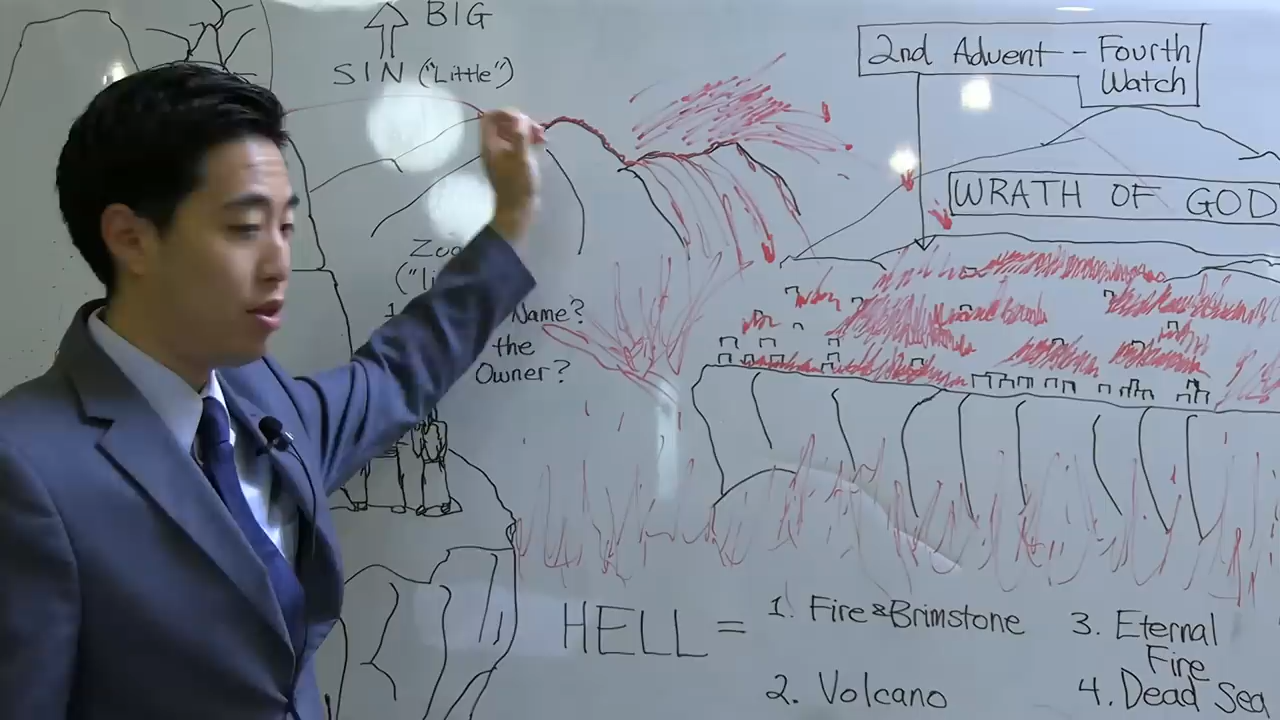 BIG
SIN ("Little")
2nd Advent - Fourth
Watch
WRATH OF GOD
Name?
the
Owner?
HELL =
1. Fire & Brimstone
2. Volcano
3. Eternal
Fire
4. Dead Sea